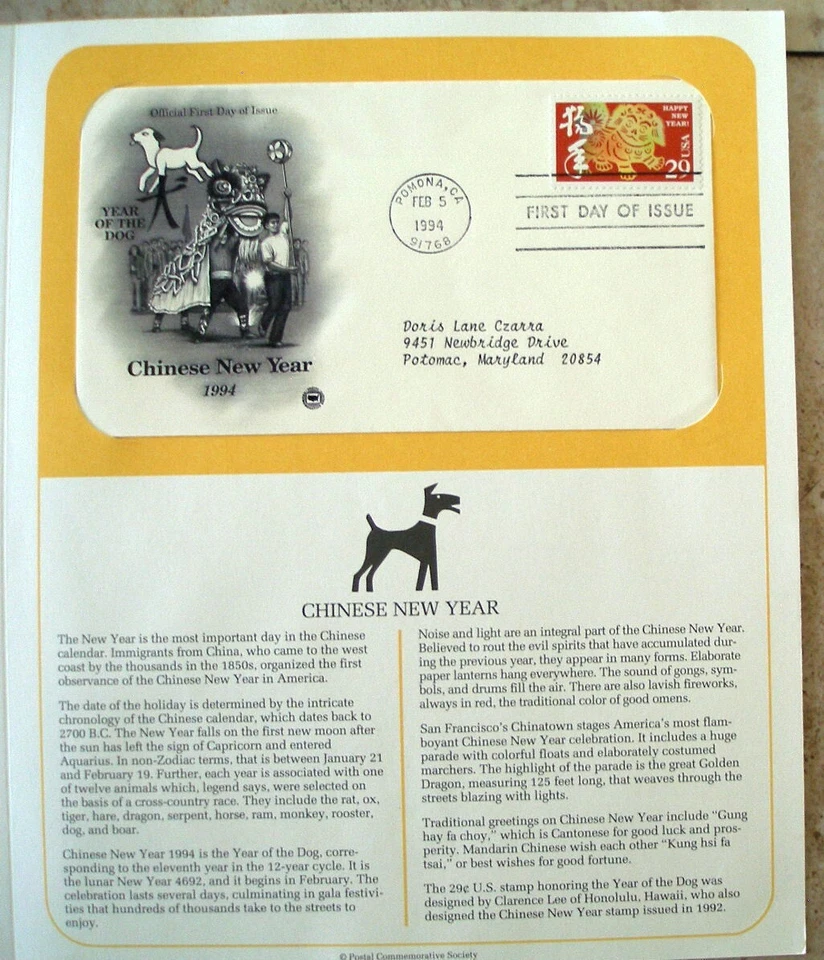 Official First Day of Issue
犬
YEAR
OF THE
DOG
Chinese New Year
1994
POMONA, CA
FEB 5
1994
91768
狗年
HAPPY
NEW
YEAR!
USA
29
FIRST DAY OF ISSUE
Doris Lane Czarra
9451 Newbridge Drive
Potomac, Maryland 20854
CHINESE NEW YEAR
The New Year is the most important day in the Chinese
calendar. Immigrants from China, who came to the west
coast by the thousands in the 1850s, organized the first
observance of the Chinese New Year in America.
The date of the holiday is determined by the intricate
chronology of the Chinese calendar, which dates back to
2700 B.C. The New Year falls on the first new moon after
the sun has left the sign of Capricorn and entered
Aquarius. In non-Zodiac terms, that is between January 21
and February 19. Further, each year is associated with one
of twelve animals which, legend says, were selected on
the basis of a cross-country race. They include the rat, ox,
tiger, hare, dragon, serpent, horse, ram, monkey, rooster,
dog, and boar.
Chinese New Year 1994 is the Year of the Dog, corre-
sponding to the eleventh year in the 12-year cycle. It is
the lunar New Year 4692, and it begins in February. The
celebration lasts several days, culminating in gala festivi-
ties that hundreds of thousands take to the streets to
enjoy.
Noise and light are an integral part of the Chinese New Year.
Believed to rout the evil spirits that have accumulated dur-
ing the previous year, they appear in many forms. Elaborate
paper lanterns hang everywhere. The sound of gongs, sym-
bols, and drums fill the air. There are also lavish fireworks,
always in red, the traditional color of good omens.
San Francisco's Chinatown stages America's most flam-
boyant Chinese New Year celebration. It includes a huge
parade with colorful floats and elaborately costumed
marchers. The highlight of the parade is the great Golden
Dragon, measuring 125 feet long, that weaves through the
streets blazing with lights.
Traditional greetings on Chinese New Year include "Gung
hay fa choy," which is Cantonese for good luck and pros-
perity. Mandarin Chinese wish each other "Kung hsi fa
tsai," or best wishes for good fortune.
The 29¢ U.S. stamp honoring the Year of the Dog was
designed by Clarence Lee of Honolulu, Hawaii, who also
designed the Chinese New Year stamp issued in 1992.
© Postal Commemorative Society